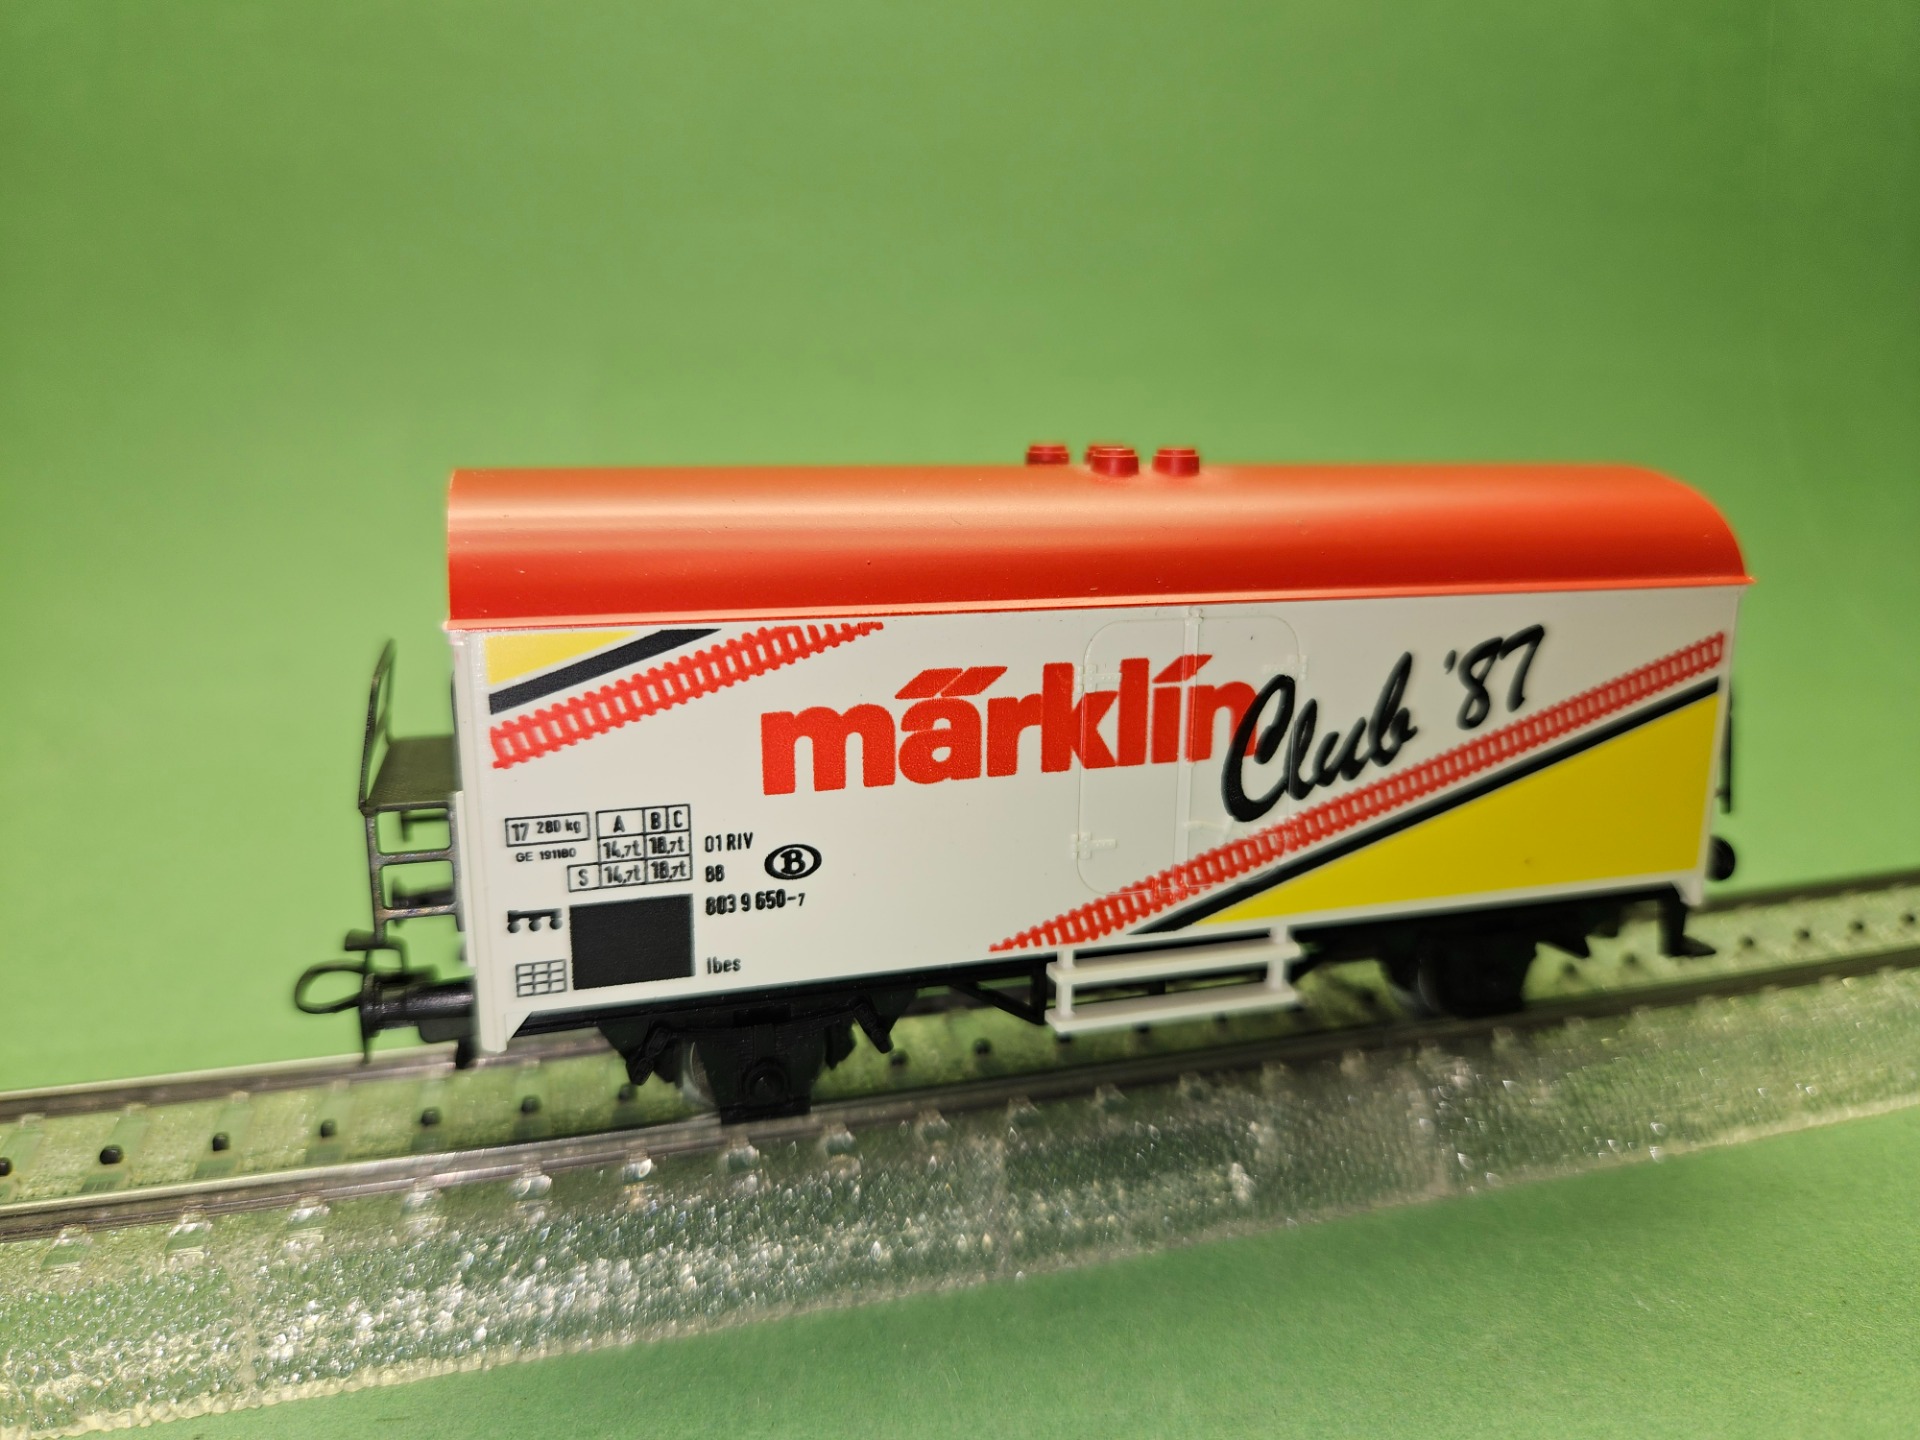 märklin Club '87
17 280 kg
GE 191180
A B C
14,7t 18,7t
S 14,7t 18,7t
01 RIV
B
88
803 9 650-7
Ibes